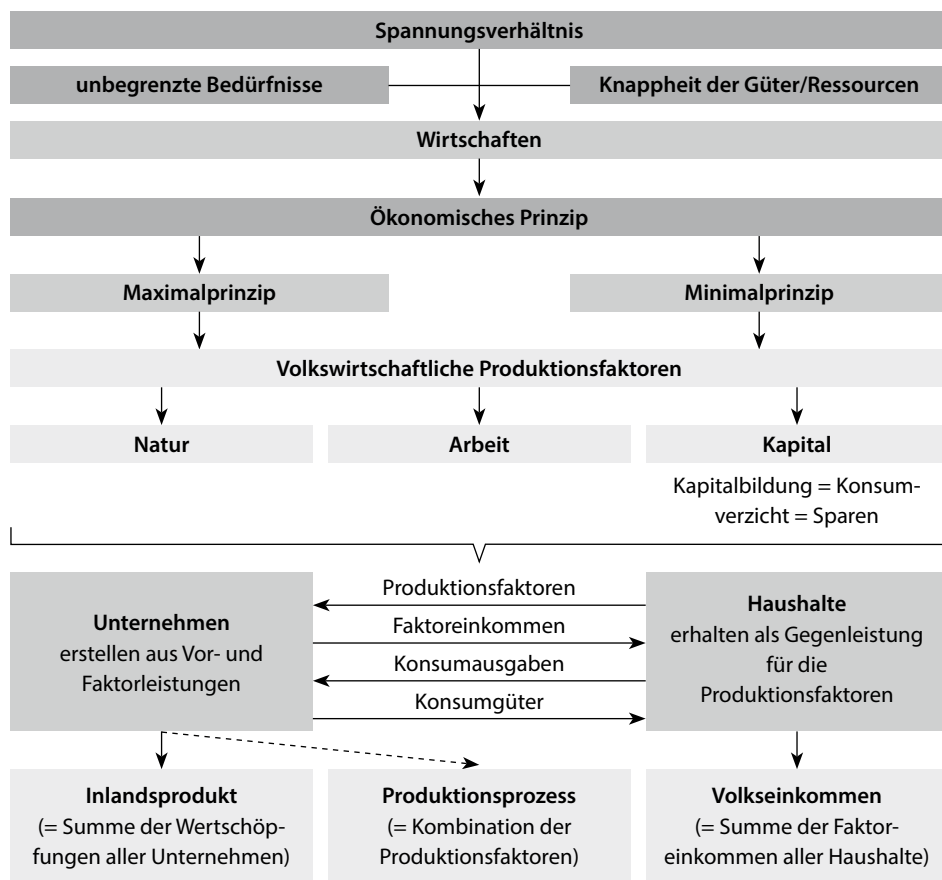 Spannungsverhältnis
unbegrenzte Bedürfnisse
Knappheit der Güter/Ressourcen
Wirtschaften
Ökonomisches Prinzip
Maximalprinzip
Minimalprinzip
Volkswirtschaftliche Produktionsfaktoren
Natur
Arbeit
Kapital
Kapitalbildung = Konsum-
verzicht = Sparen
Unternehmen
erstellen aus Vor- und
Faktorleistungen
Produktionsfaktoren
Faktoreinkommen
Konsumausgaben
Konsumgüter
Haushalte
erhalten als Gegenleistung
für die
Produktionsfaktoren
Inlandsprodukt
(= Summe der Wertschöp-
fungen aller Unternehmen)
Produktionsprozess
(= Kombination der
Produktionsfaktoren)
Volkseinkommen
(= Summe der Faktor-
einkommen aller Haushalte)